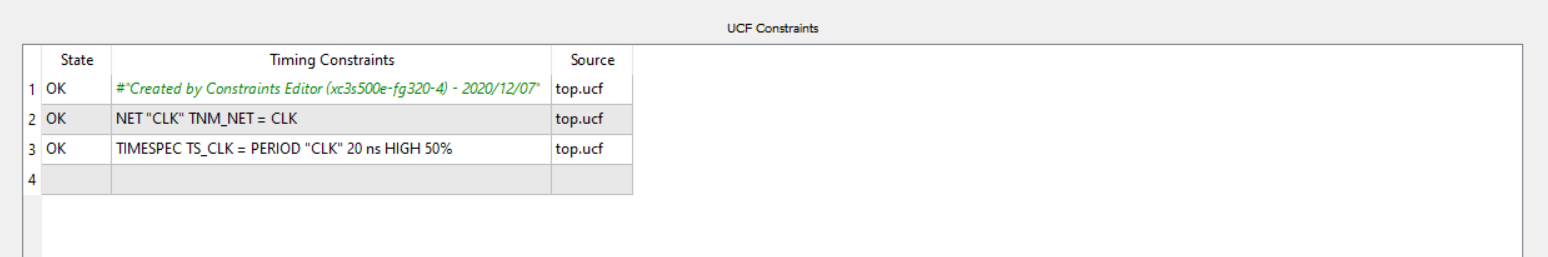 UCF Constraints
State Timing Constraints Source
1 OK #"Created by Constraints Editor (xc3s500e-fg320-4) - 2020/12/07" top.ucf
2 OK NET "CLK" TNM_NET = CLK top.ucf
3 OK TIMESPEC TS_CLK = PERIOD "CLK" 20 ns HIGH 50% top.ucf
4